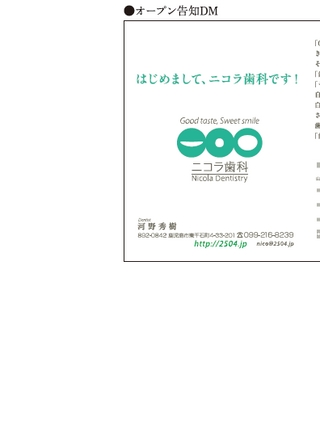 ●オープン告知DM
はじめまして、ニコラ歯科です！
Good taste, Sweet smile
ニコラ歯科
Nicola Dentistry
Dentist
河野秀樹
892-0842 鹿児島市東千石町4-33-201 ☎099-216-8239
http://2504.jp nico@2504.jp